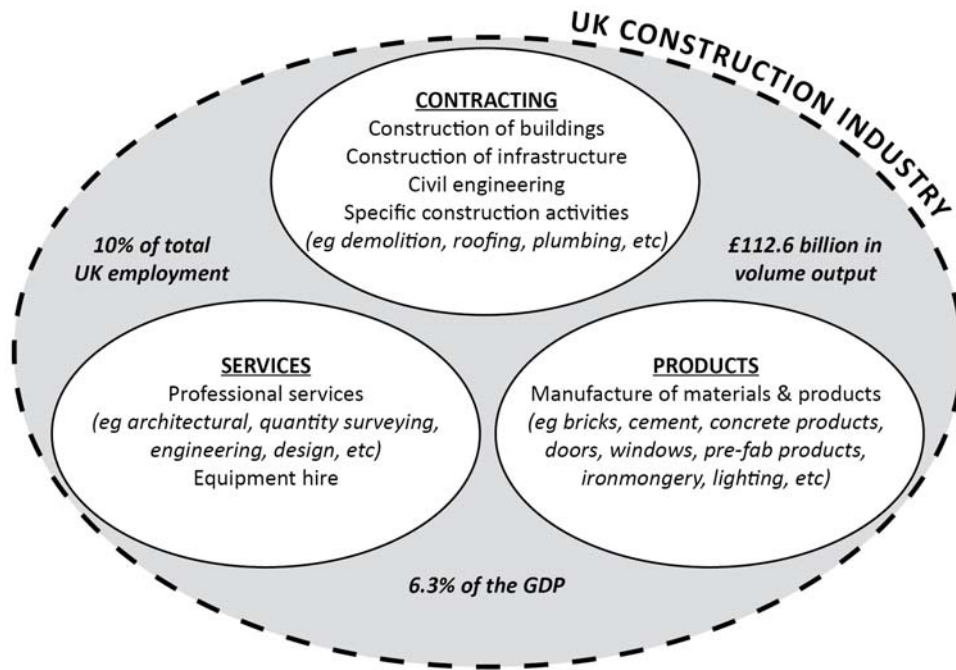 UK CONSTRUCTION INDUSTRY
CONTRACTING
Construction of buildings
Construction of infrastructure
Civil engineering
Specific construction activities
(eg demolition, roofing, plumbing, etc)
10% of total
UK employment
£112.6 billion in
volume output
SERVICES
Professional services
(eg architectural, quantity surveying,
engineering, design, etc)
Equipment hire
PRODUCTS
Manufacture of materials & products
(eg bricks, cement, concrete products,
doors, windows, pre-fab products,
ironmongery, lighting, etc)
6.3% of the GDP